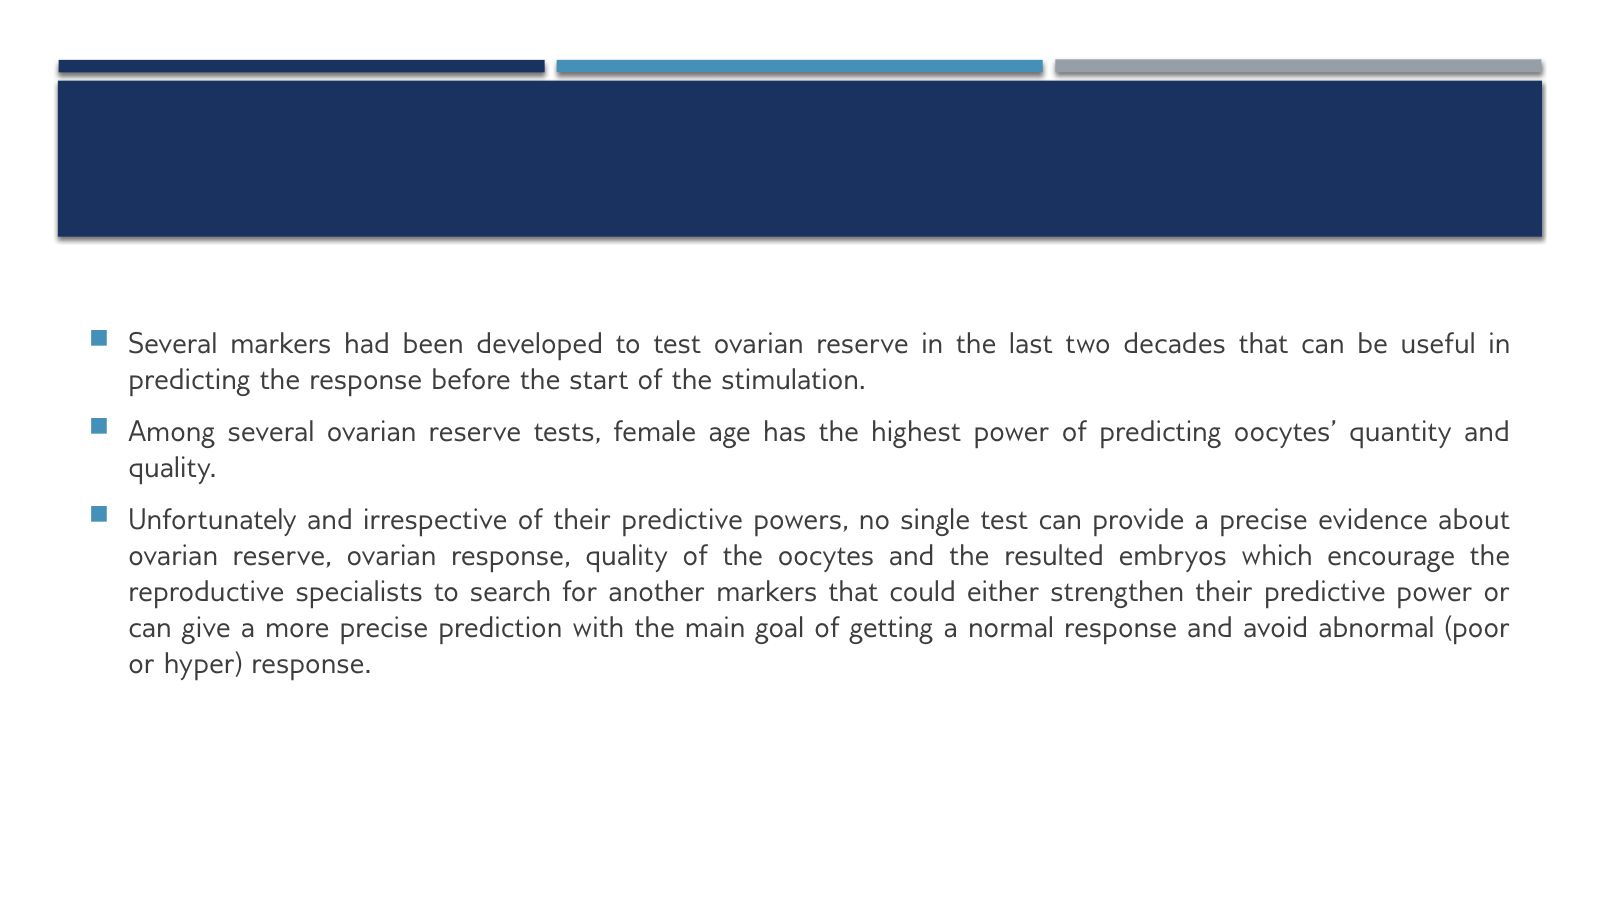 Several markers had been developed to test ovarian reserve in the last two decades that can be useful in
predicting the response before the start of the stimulation.
Among several ovarian reserve tests, female age has the highest power of predicting oocytes’ quantity and
quality.
Unfortunately and irrespective of their predictive powers, no single test can provide a precise evidence about
ovarian reserve, ovarian response, quality of the oocytes and the resulted embryos which encourage the
reproductive specialists to search for another markers that could either strengthen their predictive power or
can give a more precise prediction with the main goal of getting a normal response and avoid abnormal (poor
or hyper) response.